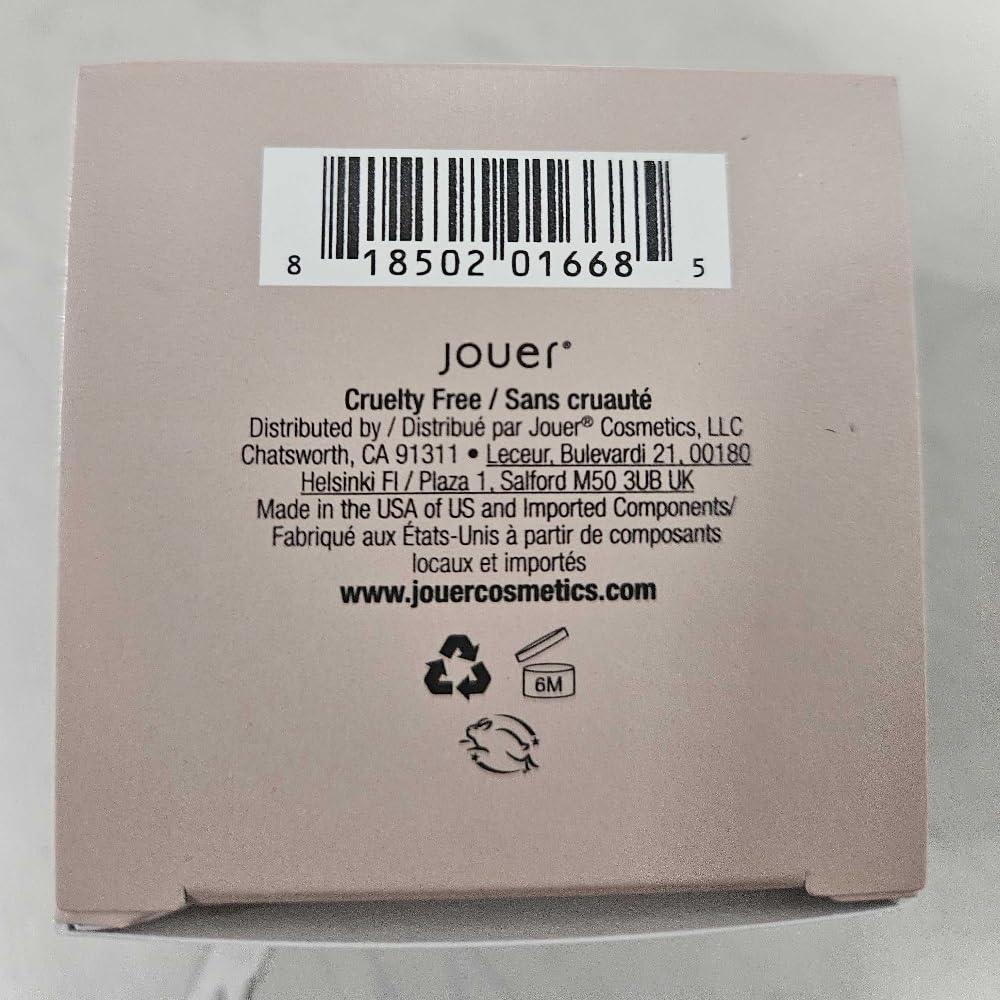 8 18502 01668 5
Jouer®
Cruelty Free / Sans cruauté
Distributed by / Distribué par Jouer® Cosmetics, LLC
Chatsworth, CA 91311 • Leceur, Bulevardi 21, 00180
Helsinki FI / Plaza 1, Salford M50 3UB UK
Made in the USA of US and Imported Components/
Fabriqué aux États-Unis à partir de composants
locaux et importés
www.jouercosmetics.com
6M